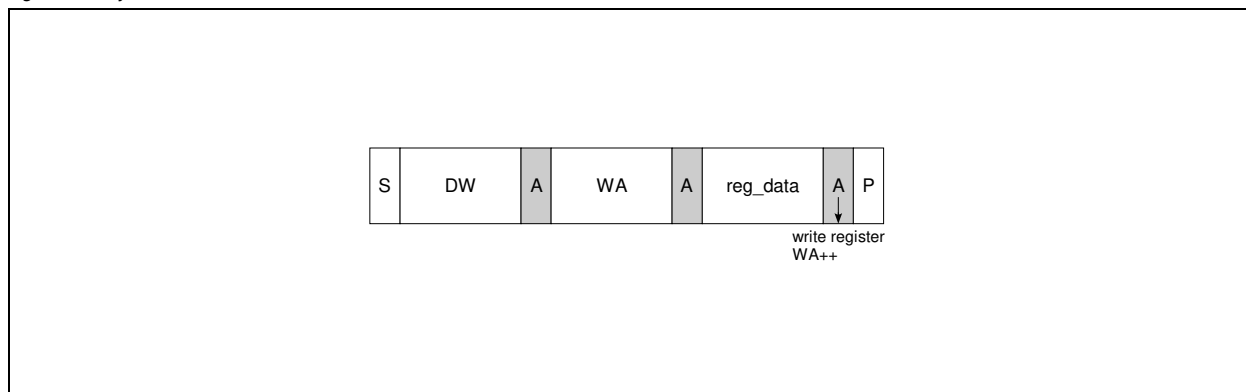 S DW A WA A reg_data A P
write register
WA++